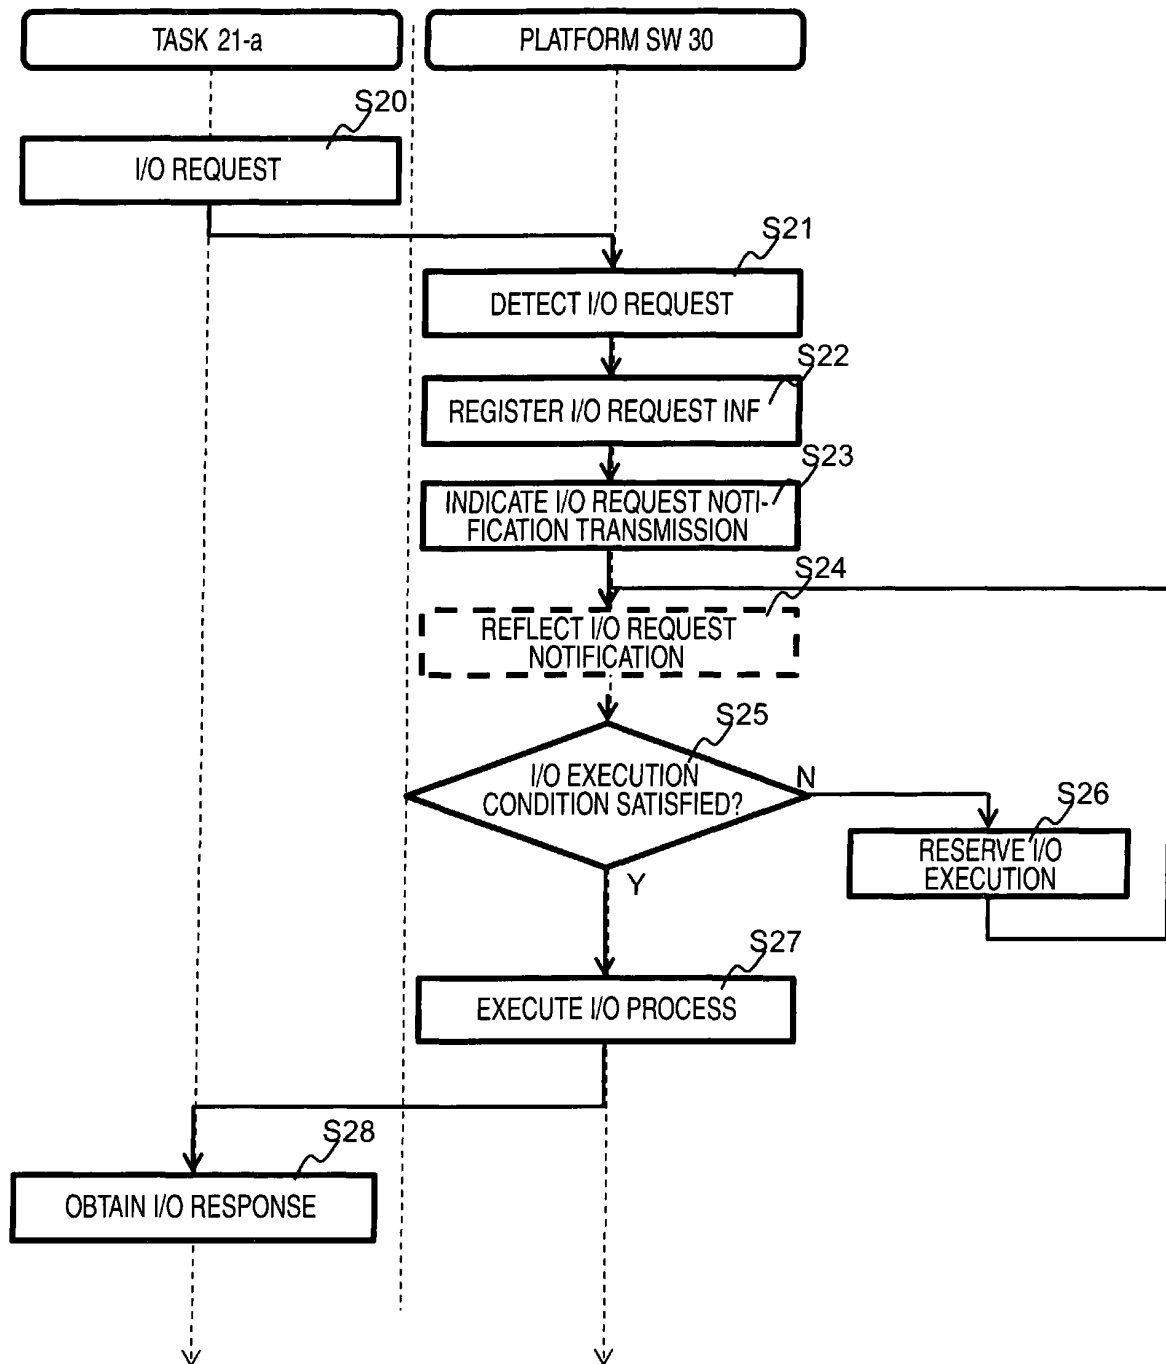 TASK 21-a
PLATFORM SW 30
S20
I/O REQUEST
S21
DETECT I/O REQUEST
S22
REGISTER I/O REQUEST INF
S23
INDICATE I/O REQUEST NOTI-
FICATION TRANSMISSION
S24
REFLECT I/O REQUEST
NOTIFICATION
S25
I/O EXECUTION
CONDITION SATISFIED?
N
S26
RESERVE I/O
EXECUTION
Y
S27
EXECUTE I/O PROCESS
S28
OBTAIN I/O RESPONSE